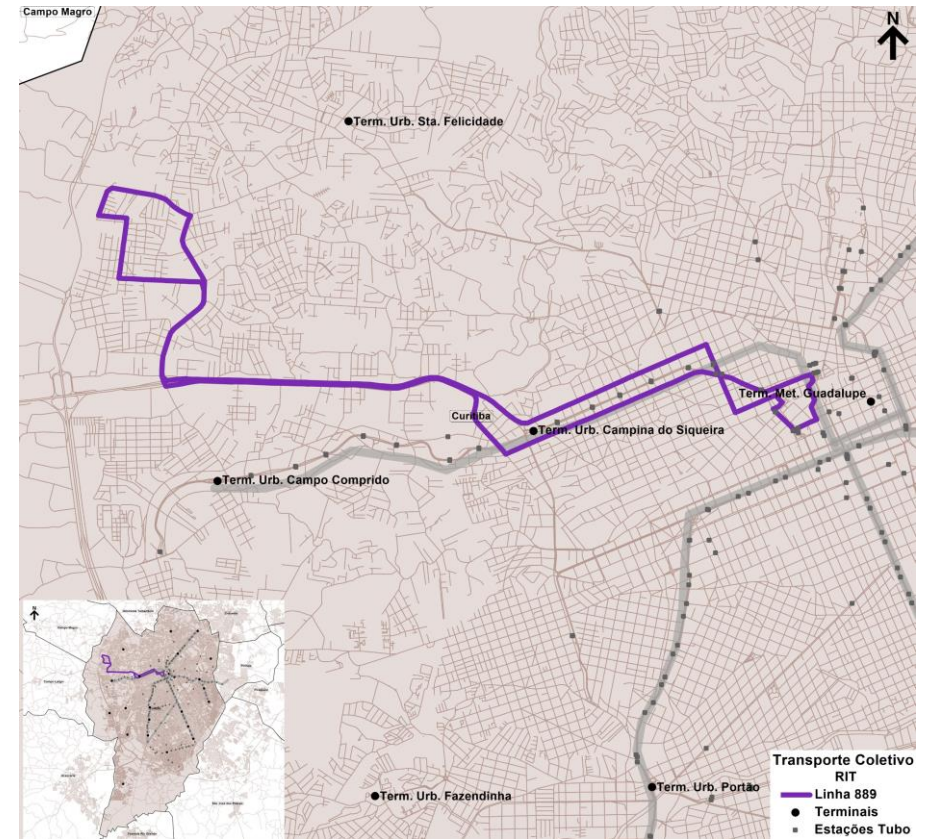 Campo Magro
N
Term. Urb. Sta. Felicidade
Term. Met. Guadalupe
Curitiba
Term. Urb. Campina do Siqueira
Term. Urb. Campo Comprido
N
Term. Urb. Portão
Term. Urb. Fazendinha
Transporte Coletivo
RIT
Linha 889
Terminais
Estações Tubo